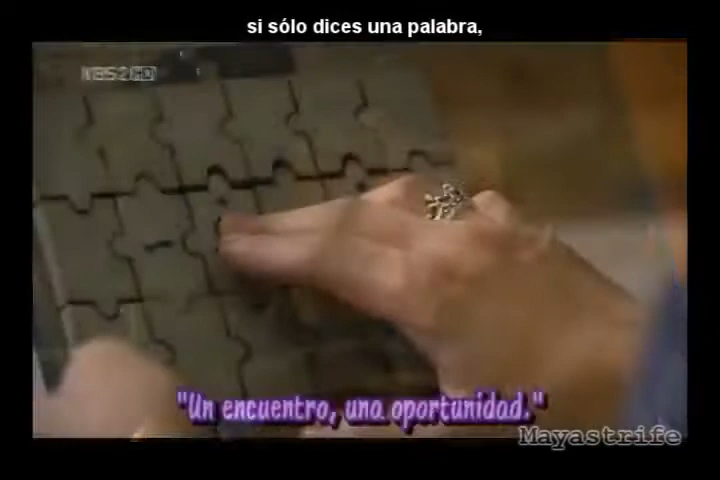 si sólo dices una palabra,
KBS2HD
"Un encuentro, una oportunidad."
Mayastrife